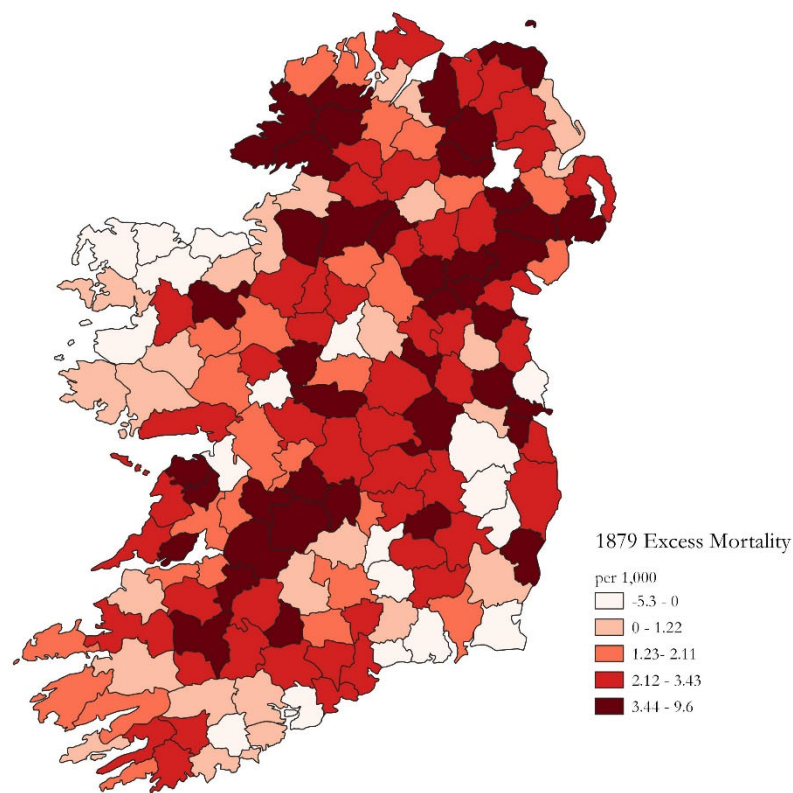 1879 Excess Mortality
per 1,000
-5.3 - 0
0 - 1.22
1.23- 2.11
2.12 - 3.43
3.44 - 9.6